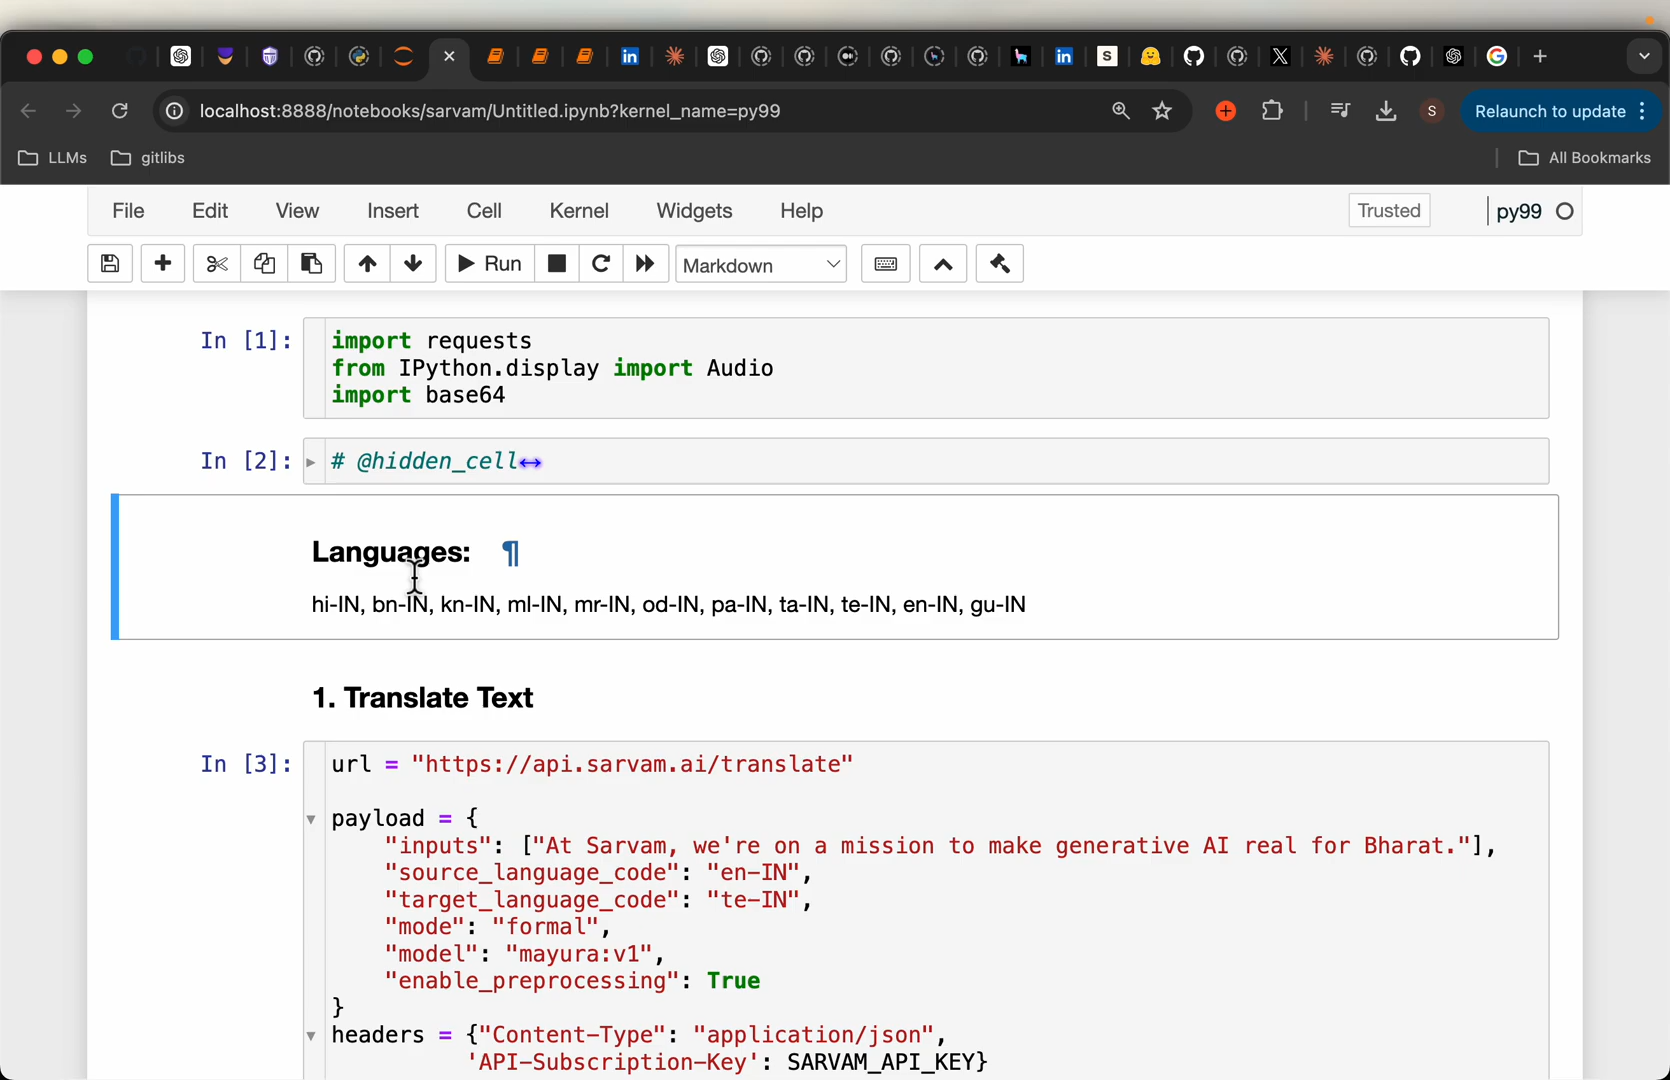 localhost:8888/notebooks/sarvam/Untitled.ipynb?kernel_name=py99
S
S
Relaunch to update
LLMs
gitlibs
All Bookmarks
File Edit View Insert Cell Kernel Widgets Help
Trusted
py99
Run
Markdown
In [1]:
import requests
from IPython.display import Audio
import base64
In [2]:
# @hidden_cell
Languages: ¶
hi-IN, bn-IN, kn-IN, ml-IN, mr-IN, od-IN, pa-IN, ta-IN, te-IN, en-IN, gu-IN
1. Translate Text
In [3]:
url = "https://api.sarvam.ai/translate"
payload = {
"inputs": ["At Sarvam, we're on a mission to make generative AI real for Bharat."],
"source_language_code": "en-IN",
"target_language_code": "te-IN",
"mode": "formal",
"model": "mayura:v1",
"enable_preprocessing": True
}
headers = {"Content-Type": "application/json",
'API-Subscription-Key': SARVAM_API_KEY}